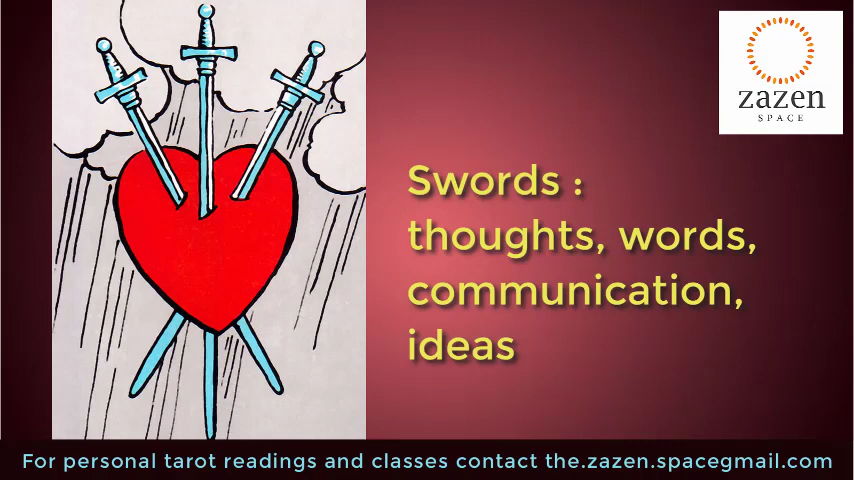 zazen
SPACE
Swords :
thoughts, words,
communication,
ideas
For personal tarot readings and classes contact the.zazen.spacegmail.com